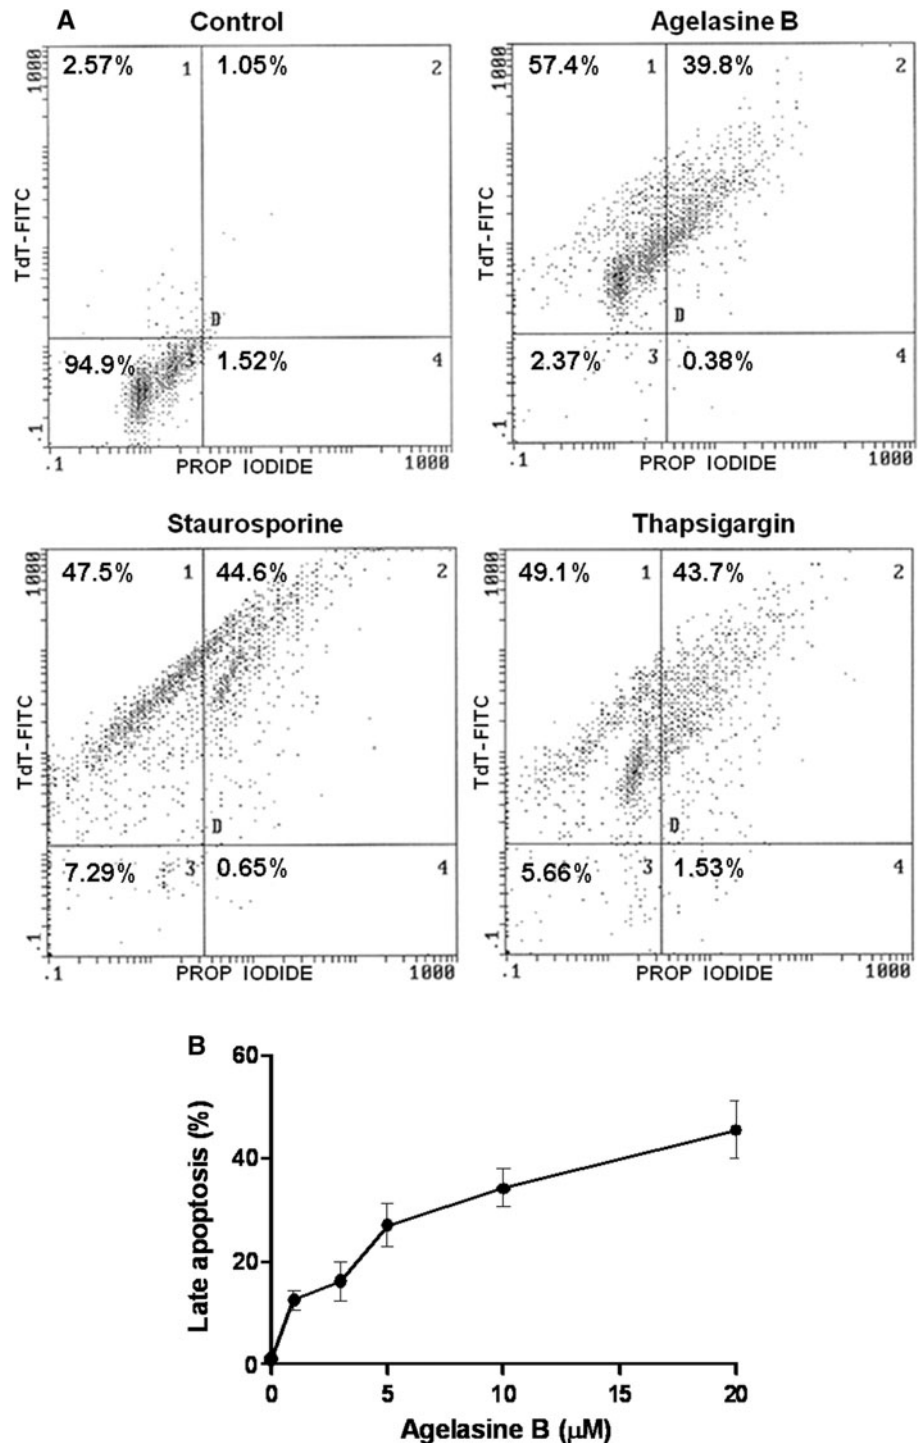 A Control Agelasine B
1000 2.57% 1 1.05% 2 1000 57.4% 1 39.8% 2
TdT-FITC TdT-FITC
D D
94.9% 3 1.52% 4 2.37% 3 0.38% 4
.1 .1
.1 PROP IODIDE 1000 .1 PROP IODIDE 1000
Staurosporine Thapsigargin
1000 47.5% 1 44.6% 2 1000 49.1% 1 43.7% 2
TdT-FITC TdT-FITC
D D
7.29% 3 0.65% 4 5.66% 3 1.53% 4
.1 .1
.1 PROP IODIDE 1000 .1 PROP IODIDE 1000
B
60
40
20
0
Late apoptosis (%)
0 5 10 15 20
Agelasine B (μM)